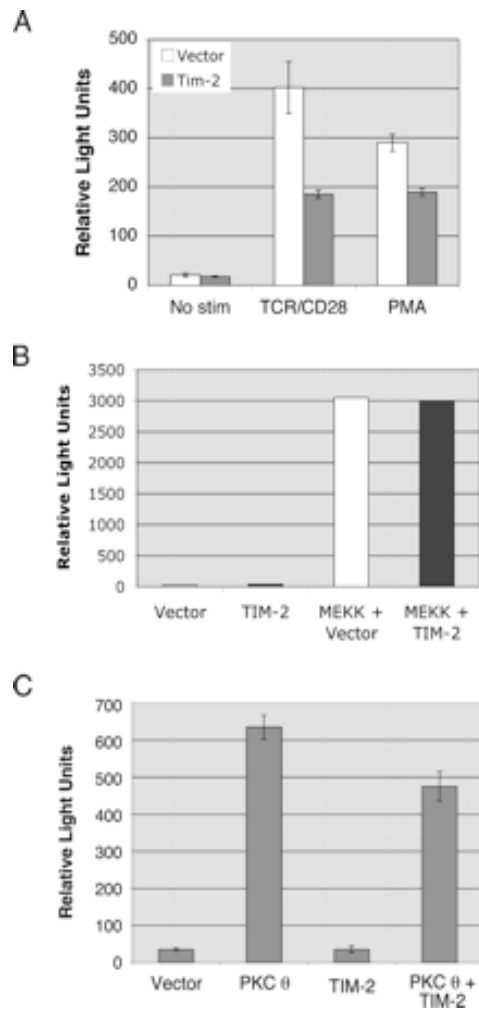 A
Relative Light Units
500
400
300
200
100
0
Vector
Tim-2
No stim TCR/CD28 PMA
B
Relative Light Units
3500
3000
2500
2000
1500
1000
500
0
Vector TIM-2 MEKK + Vector MEKK + TIM-2
C
Relative Light Units
700
600
500
400
300
200
100
0
Vector PKC θ TIM-2 PKC θ + TIM-2